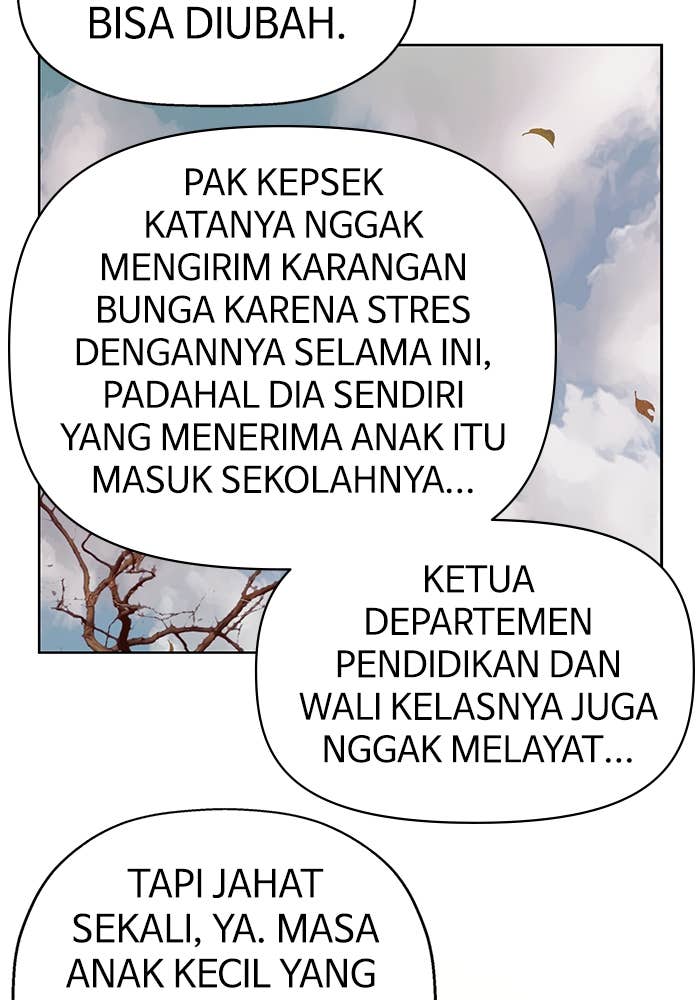 BISA DIUBAH.
PAK KEPSEK
KATANYA NGGAK
MENGIRIM KARANGAN
BUNGA KARENA STRES
DENGANNYA SELAMA INI,
PADAHAL DIA SENDIRI
YANG MENERIMA ANAK ITU
MASUK SEKOLAHNYA...
KETUA
DEPARTEMEN
PENDIDIKAN DAN
WALI KELASNYA JUGA
NGGAK MELAYAT...
TAPI JAHAT
SEKALI, YA. MASA
ANAK KECIL YANG